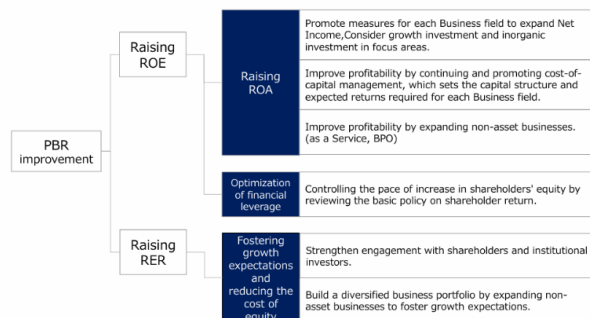 PBR
improvement
Raising
ROE
Raising
RER
Raising
ROA
Promote measures for each Business field to expand Net
Income,Consider growth investment and inorganic
investment in focus areas.
Improve profitability by continuing and promoting cost-of-
capital management, which sets the capital structure and
expected returns required for each Business field.
Improve profitability by expanding non-asset businesses.
(as a Service, BPO)
Optimization
of financial
leverage
Controlling the pace of increase in shareholders' equity by
reviewing the basic policy on shareholder return.
Fostering
growth
expectations
and
reducing the
cost of
equity
Strengthen engagement with shareholders and institutional
investors.
Build a diversified business portfolio by expanding non-
asset businesses to foster growth expectations.